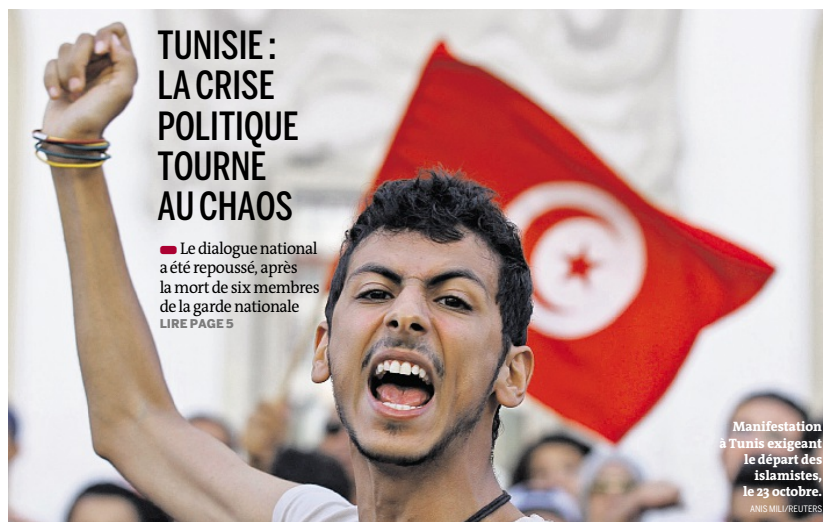 TUNISIE :
LA CRISE
POLITIQUE
TOURNE
AU CHAOS
Le dialogue national
a été repoussé, après
la mort de six membres
de la garde nationale
LIRE PAGE 5
Manifestation
à Tunis exigeant
le départ des
islamistes,
le 23 octobre.
ANIS MILI/REUTERS